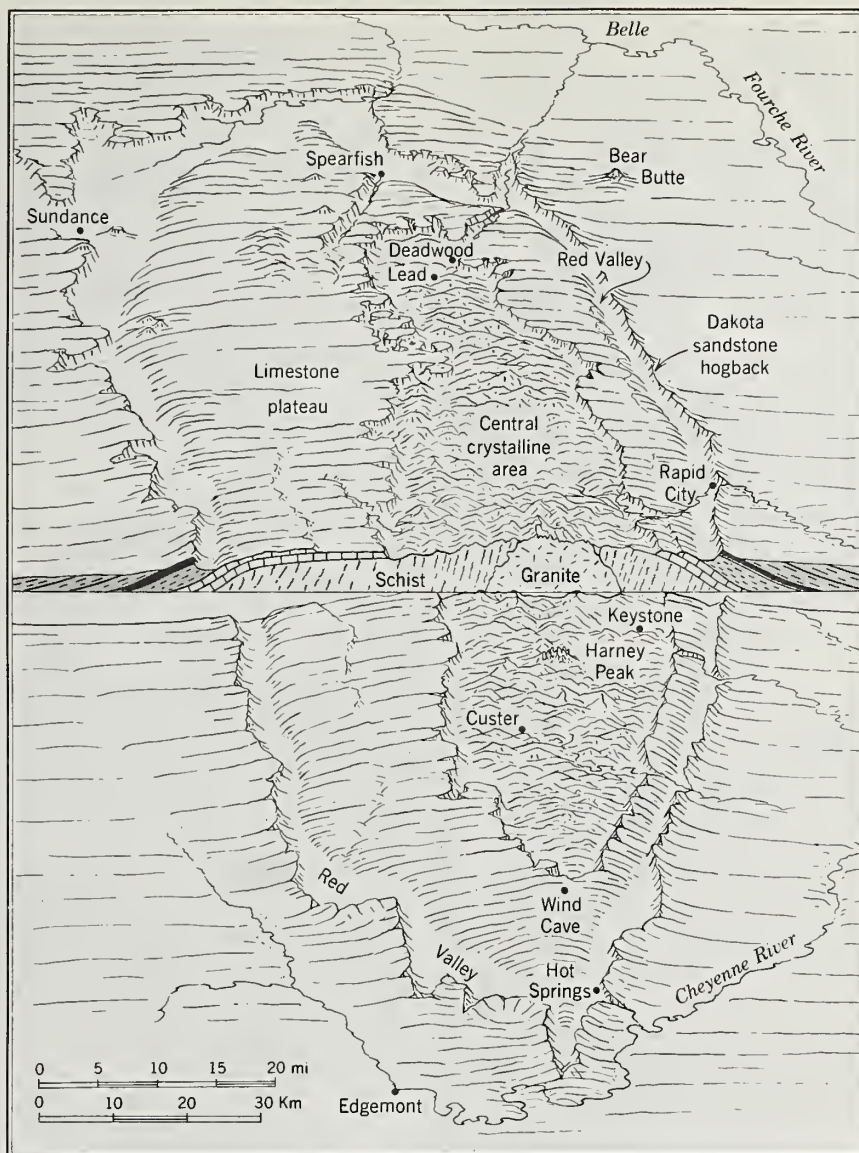 Belle
Fourche River
Spearfish
Bear
Butte
Sundance
Deadwood
Lead
Red Valley
Dakota
sandstone
hogback
Limestone
plateau
Central
crystalline
area
Rapid
City
Schist
Granite
Keystone
Harney
Peak
Custer
Red
Valley
Wind
Cave
Hot
Springs
Cheyenne River
0 5 10 15 20 mi
0 10 20 30 Km
Edgemont